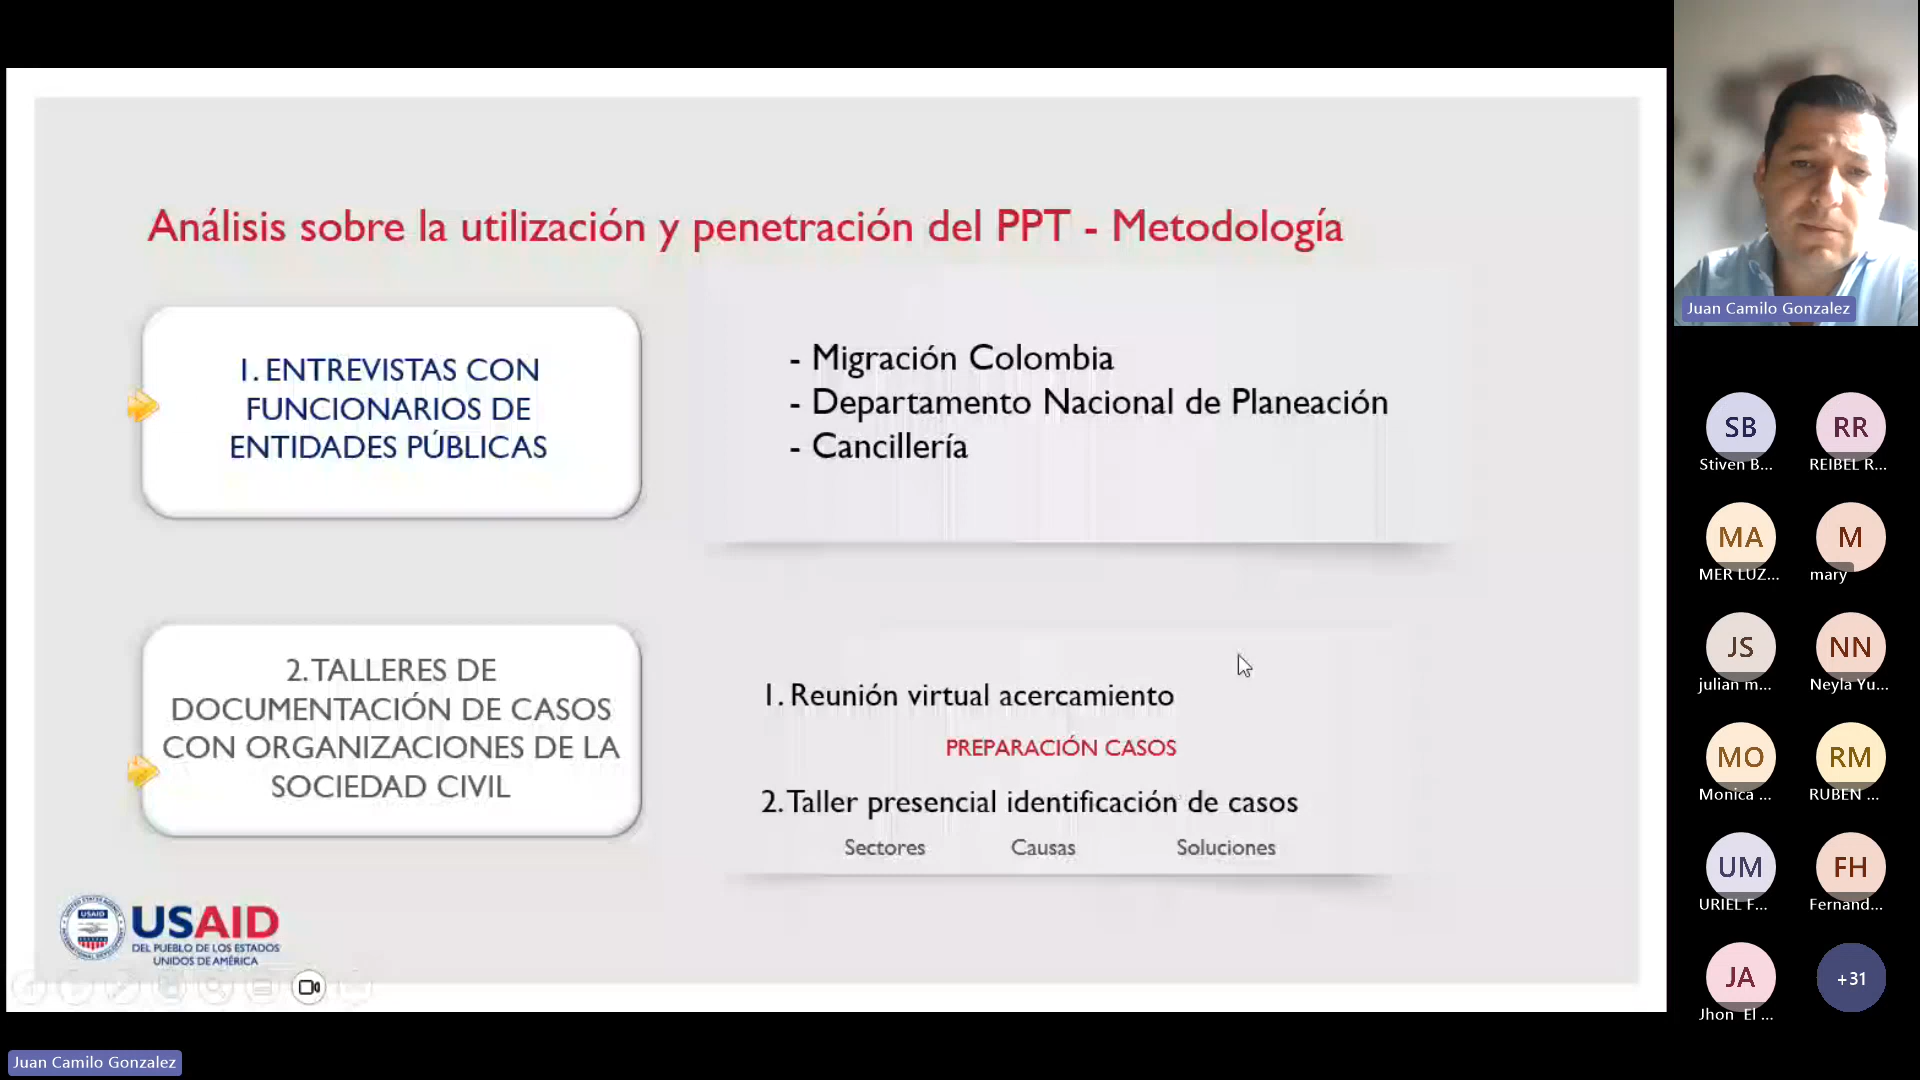 Análisis sobre la utilización y penetración del PPT - Metodología
1. ENTREVISTAS CON
FUNCIONARIOS DE
ENTIDADES PÚBLICAS
- Migración Colombia
- Departamento Nacional de Planeación
- Cancillería
2. TALLERES DE
DOCUMENTACIÓN DE CASOS
CON ORGANIZACIONES DE LA
SOCIEDAD CIVIL
1. Reunión virtual acercamiento
PREPARACIÓN CASOS
2. Taller presencial identificación de casos
Sectores Causas Soluciones
USAID
USAID
DEL PUEBLO DE LOS ESTADOS
UNIDOS DE AMÉRICA
Juan Camilo Gonzalez
Juan Camilo Gonzalez
SB RR
Stiven B... REIBEL R...
MA M
MER LUZ... mary
JS NN
julian m... Neyla Yu...
MO RM
Monica ... RUBEN ...
UM FH
URIEL F... Fernand...
JA +31
Jhon El ...